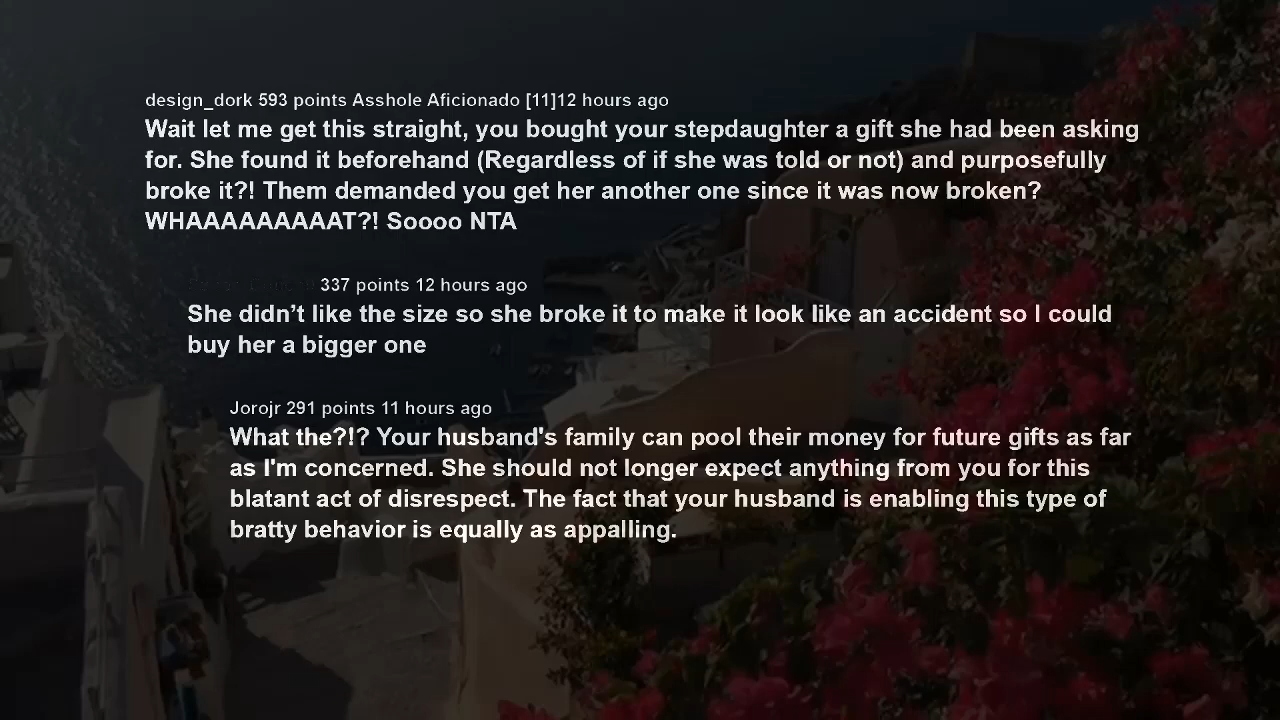 design_dork 593 points Asshole Aficionado [11]12 hours ago
Wait let me get this straight, you bought your stepdaughter a gift she had been asking
for. She found it beforehand (Regardless of if she was told or not) and purposefully
broke it?! Them demanded you get her another one since it was now broken?
WHAAAAAAAAAT?! Soooo NTA
337 points 12 hours ago
She didn’t like the size so she broke it to make it look like an accident so I could
buy her a bigger one
Jorojr 291 points 11 hours ago
What the?!? Your husband's family can pool their money for future gifts as far
as I'm concerned. She should not longer expect anything from you for this
blatant act of disrespect. The fact that your husband is enabling this type of
bratty behavior is equally as appalling.